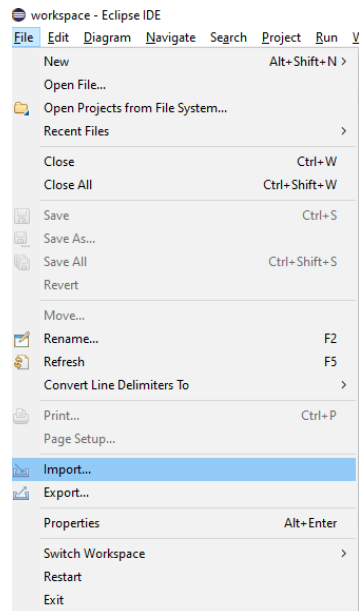 workspace - Eclipse IDE
File Edit Diagram Navigate Search Project Run
New Alt+Shift+N >
Open File...
Open Projects from File System...
Recent Files >
Close Ctrl+W
Close All Ctrl+Shift+W
Save Ctrl+S
Save As...
Save All Ctrl+Shift+S
Revert
Move...
Rename... F2
Refresh F5
Convert Line Delimiters To >
Print... Ctrl+P
Page Setup...
Import...
Export...
Properties Alt+Enter
Switch Workspace >
Restart
Exit